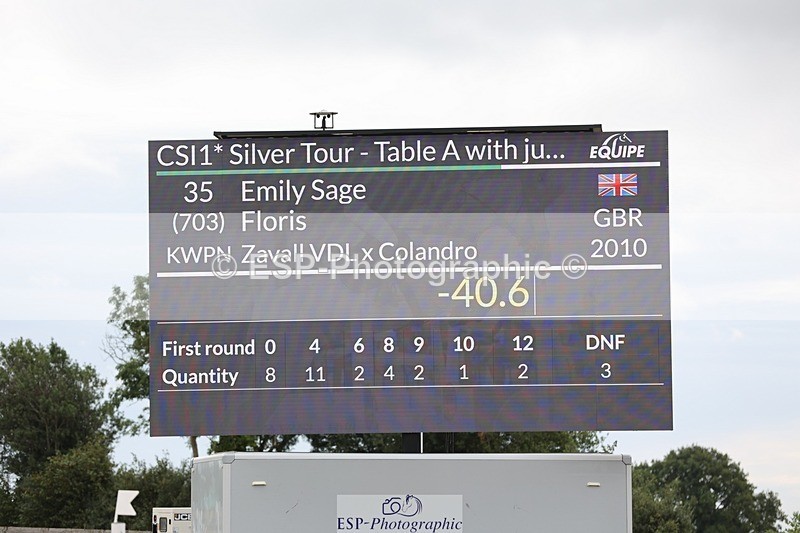 CSI1* Silver Tour - Table A with ju... EQUIPE
35 Emily Sage
(703) Floris GBR
KWPN Zavall VDL x Colandro 2010
© ESP-Photographic ©
-40.6
First round 0 4 6 8 9 10 12 DNF
Quantity 8 11 2 4 2 1 2 3
JCB
ESP-Photographic